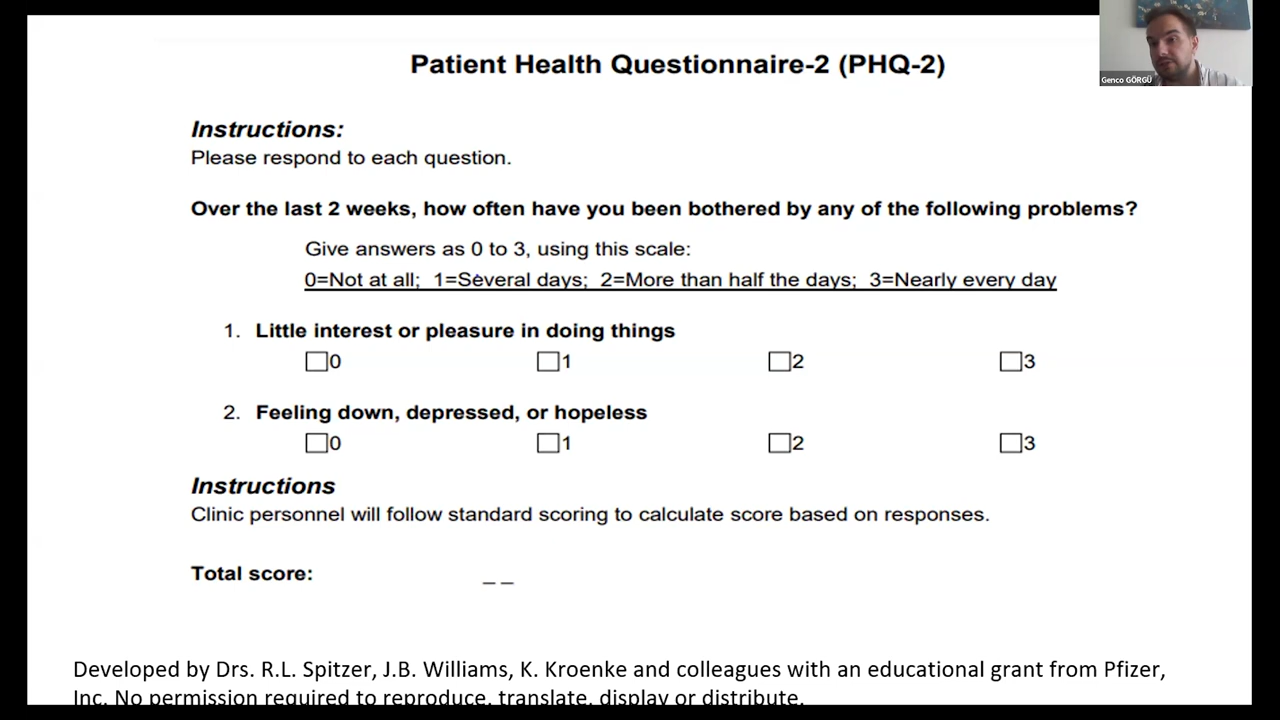 Genco GÖRGÜ
Patient Health Questionnaire-2 (PHQ-2)
Instructions:
Please respond to each question.
Over the last 2 weeks, how often have you been bothered by any of the following problems?
Give answers as 0 to 3, using this scale:
0=Not at all; 1=Several days; 2=More than half the days; 3=Nearly every day
1. Little interest or pleasure in doing things
0 1 2 3
2. Feeling down, depressed, or hopeless
0 1 2 3
Instructions
Clinic personnel will follow standard scoring to calculate score based on responses.
Total score: _ _
Developed by Drs. R.L. Spitzer, J.B. Williams, K. Kroenke and colleagues with an educational grant from Pfizer,
Inc. No permission required to reproduce, translate, display or distribute.